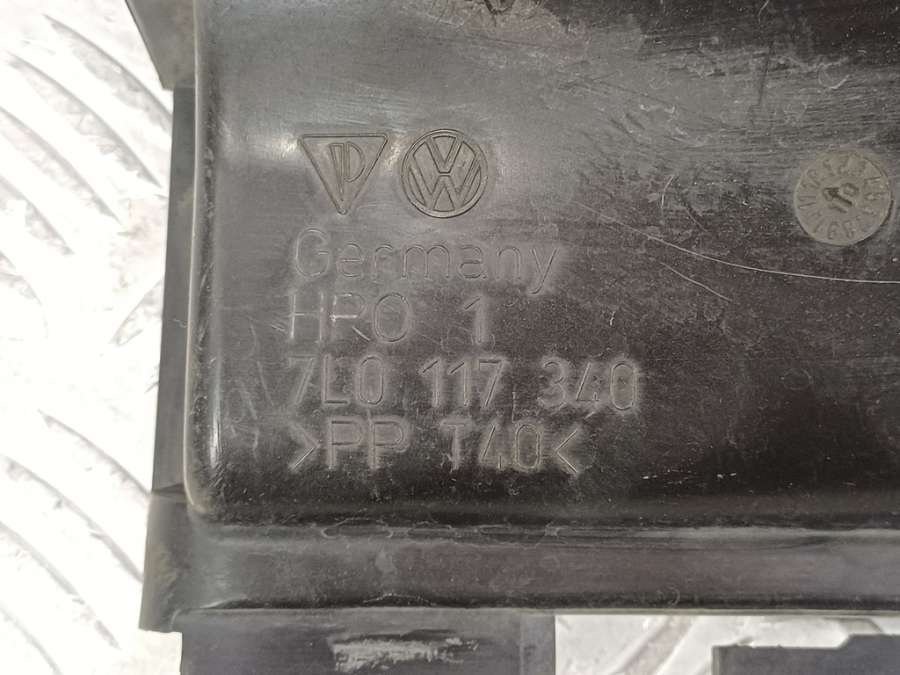 Germany
HPO 1
7L0 117 340
>PP T40<